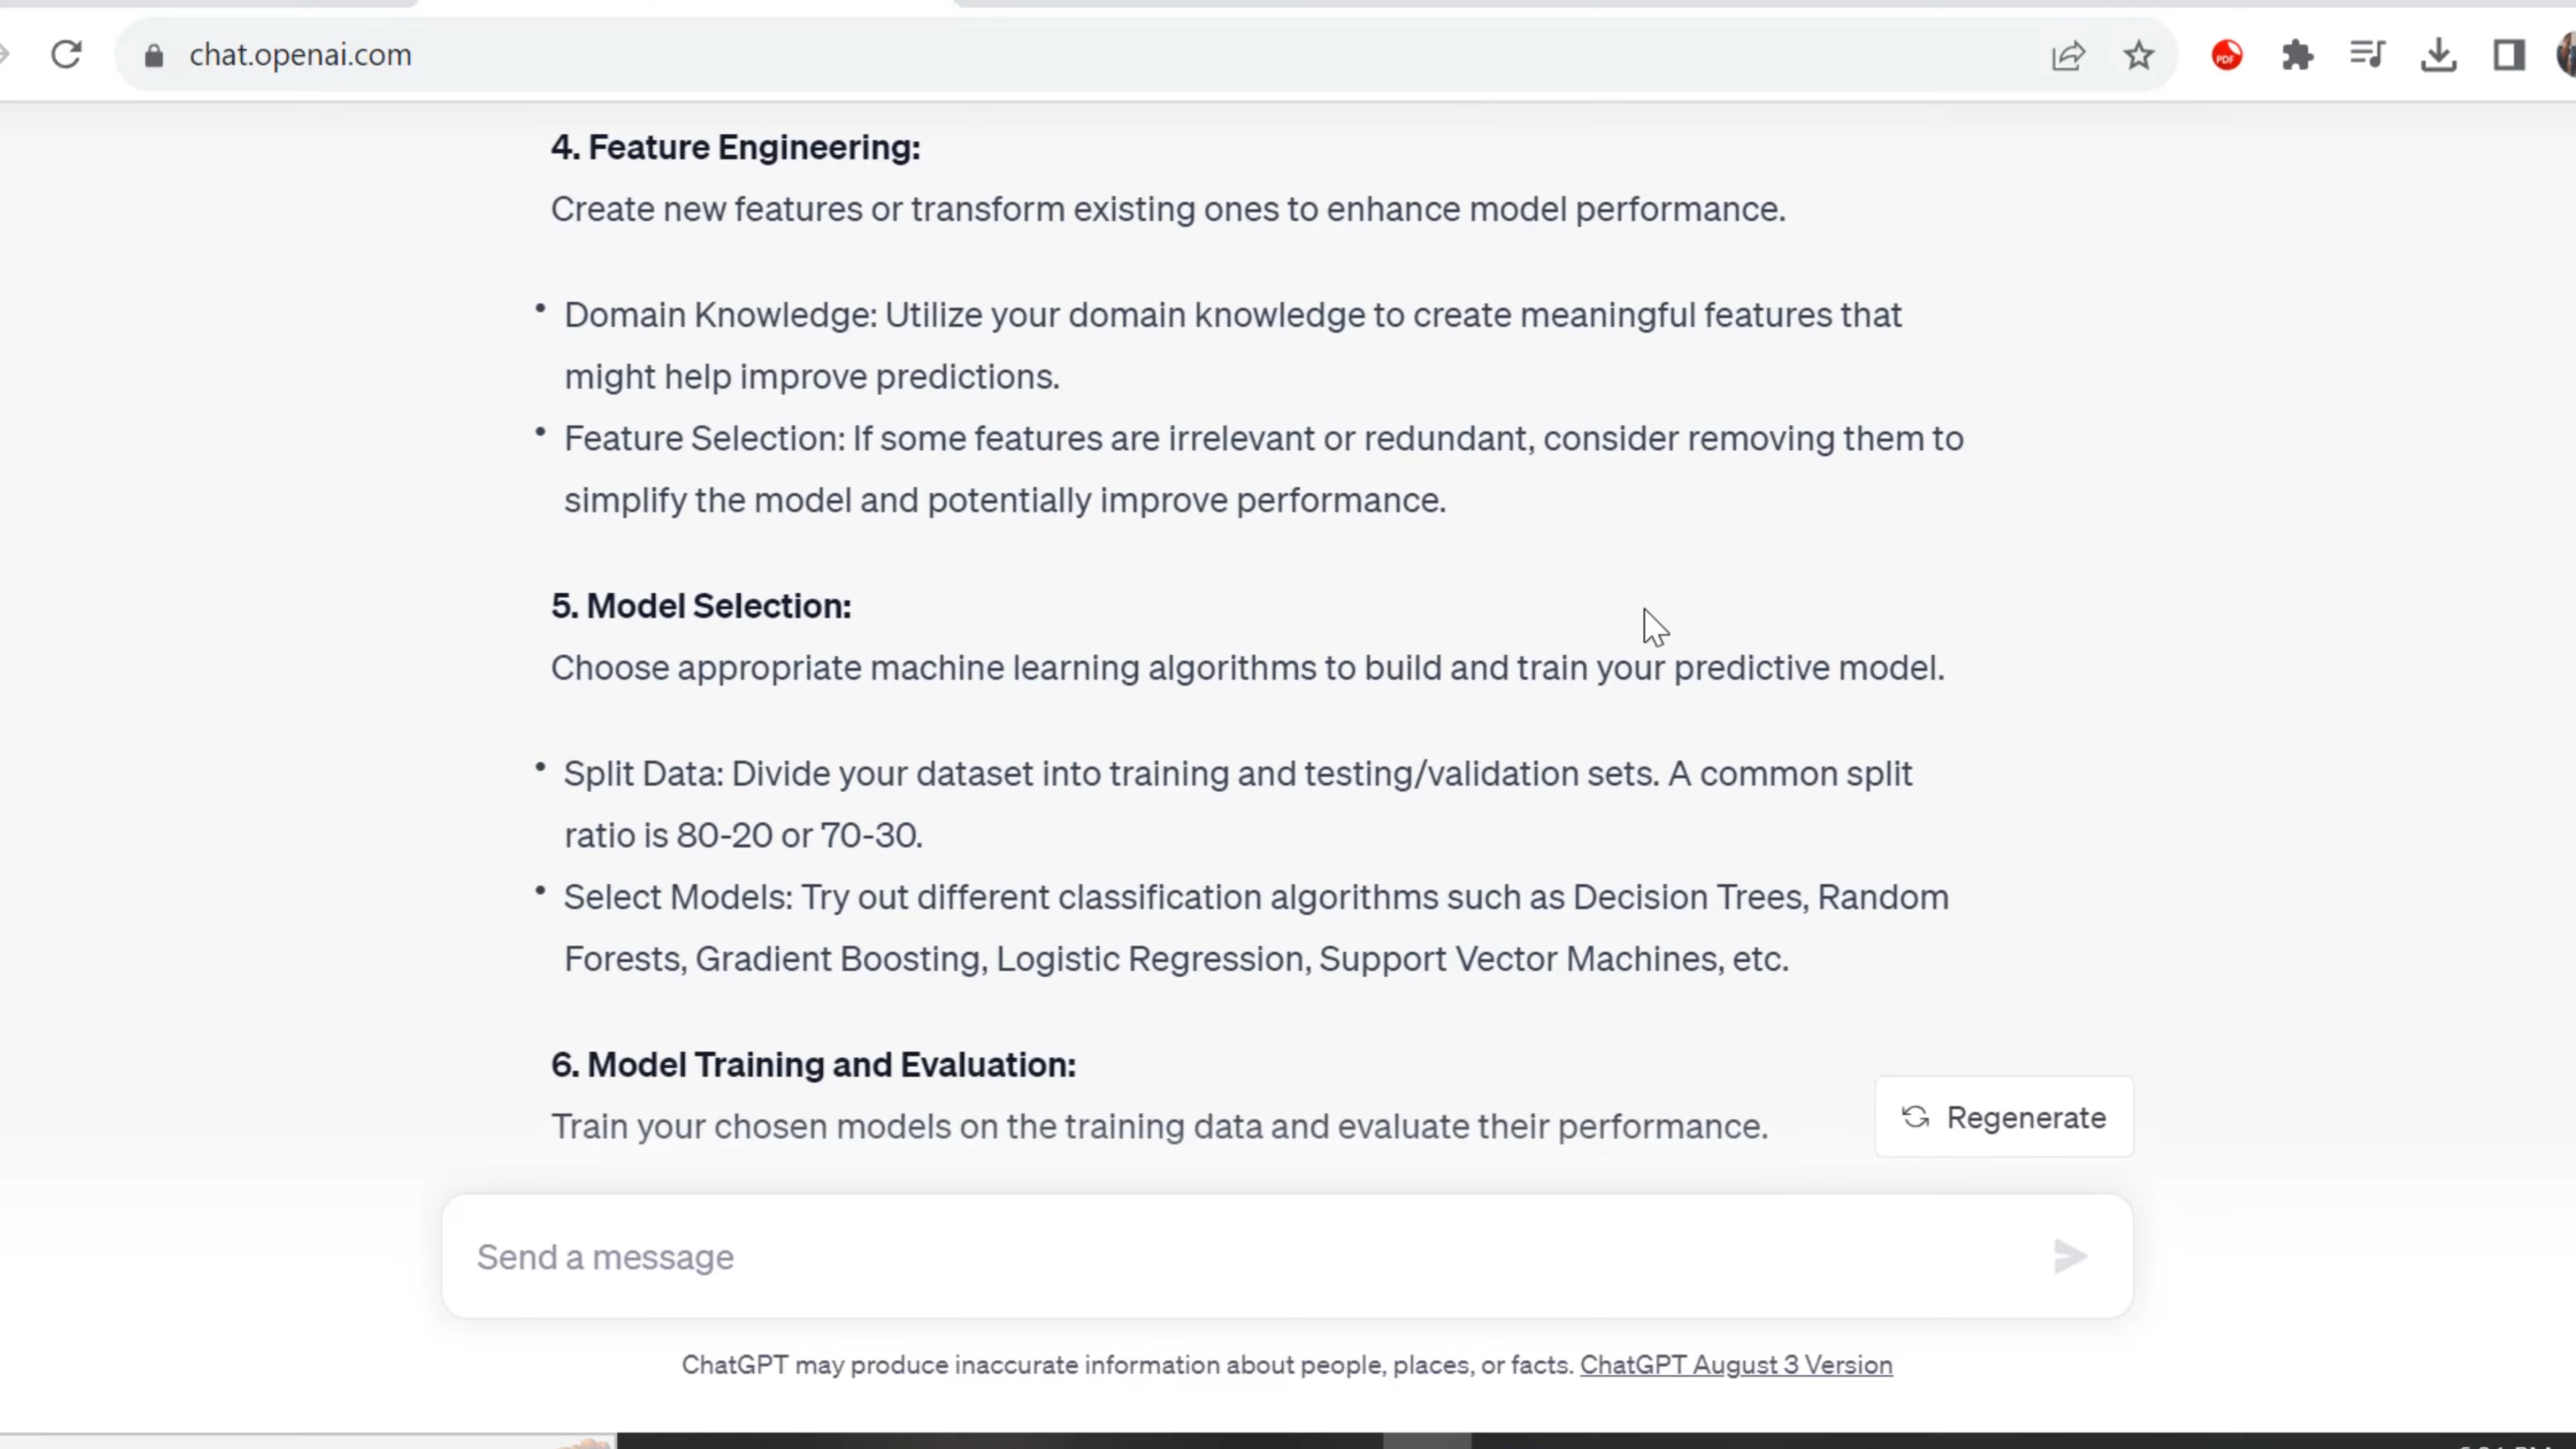 chat.openai.com
PDF
4. Feature Engineering:
Create new features or transform existing ones to enhance model performance.
• Domain Knowledge: Utilize your domain knowledge to create meaningful features that
might help improve predictions.
• Feature Selection: If some features are irrelevant or redundant, consider removing them to
simplify the model and potentially improve performance.
5. Model Selection:
Choose appropriate machine learning algorithms to build and train your predictive model.
• Split Data: Divide your dataset into training and testing/validation sets. A common split
ratio is 80-20 or 70-30.
• Select Models: Try out different classification algorithms such as Decision Trees, Random
Forests, Gradient Boosting, Logistic Regression, Support Vector Machines, etc.
6. Model Training and Evaluation:
Train your chosen models on the training data and evaluate their performance.
Regenerate
Send a message
ChatGPT may produce inaccurate information about people, places, or facts. ChatGPT August 3 Version